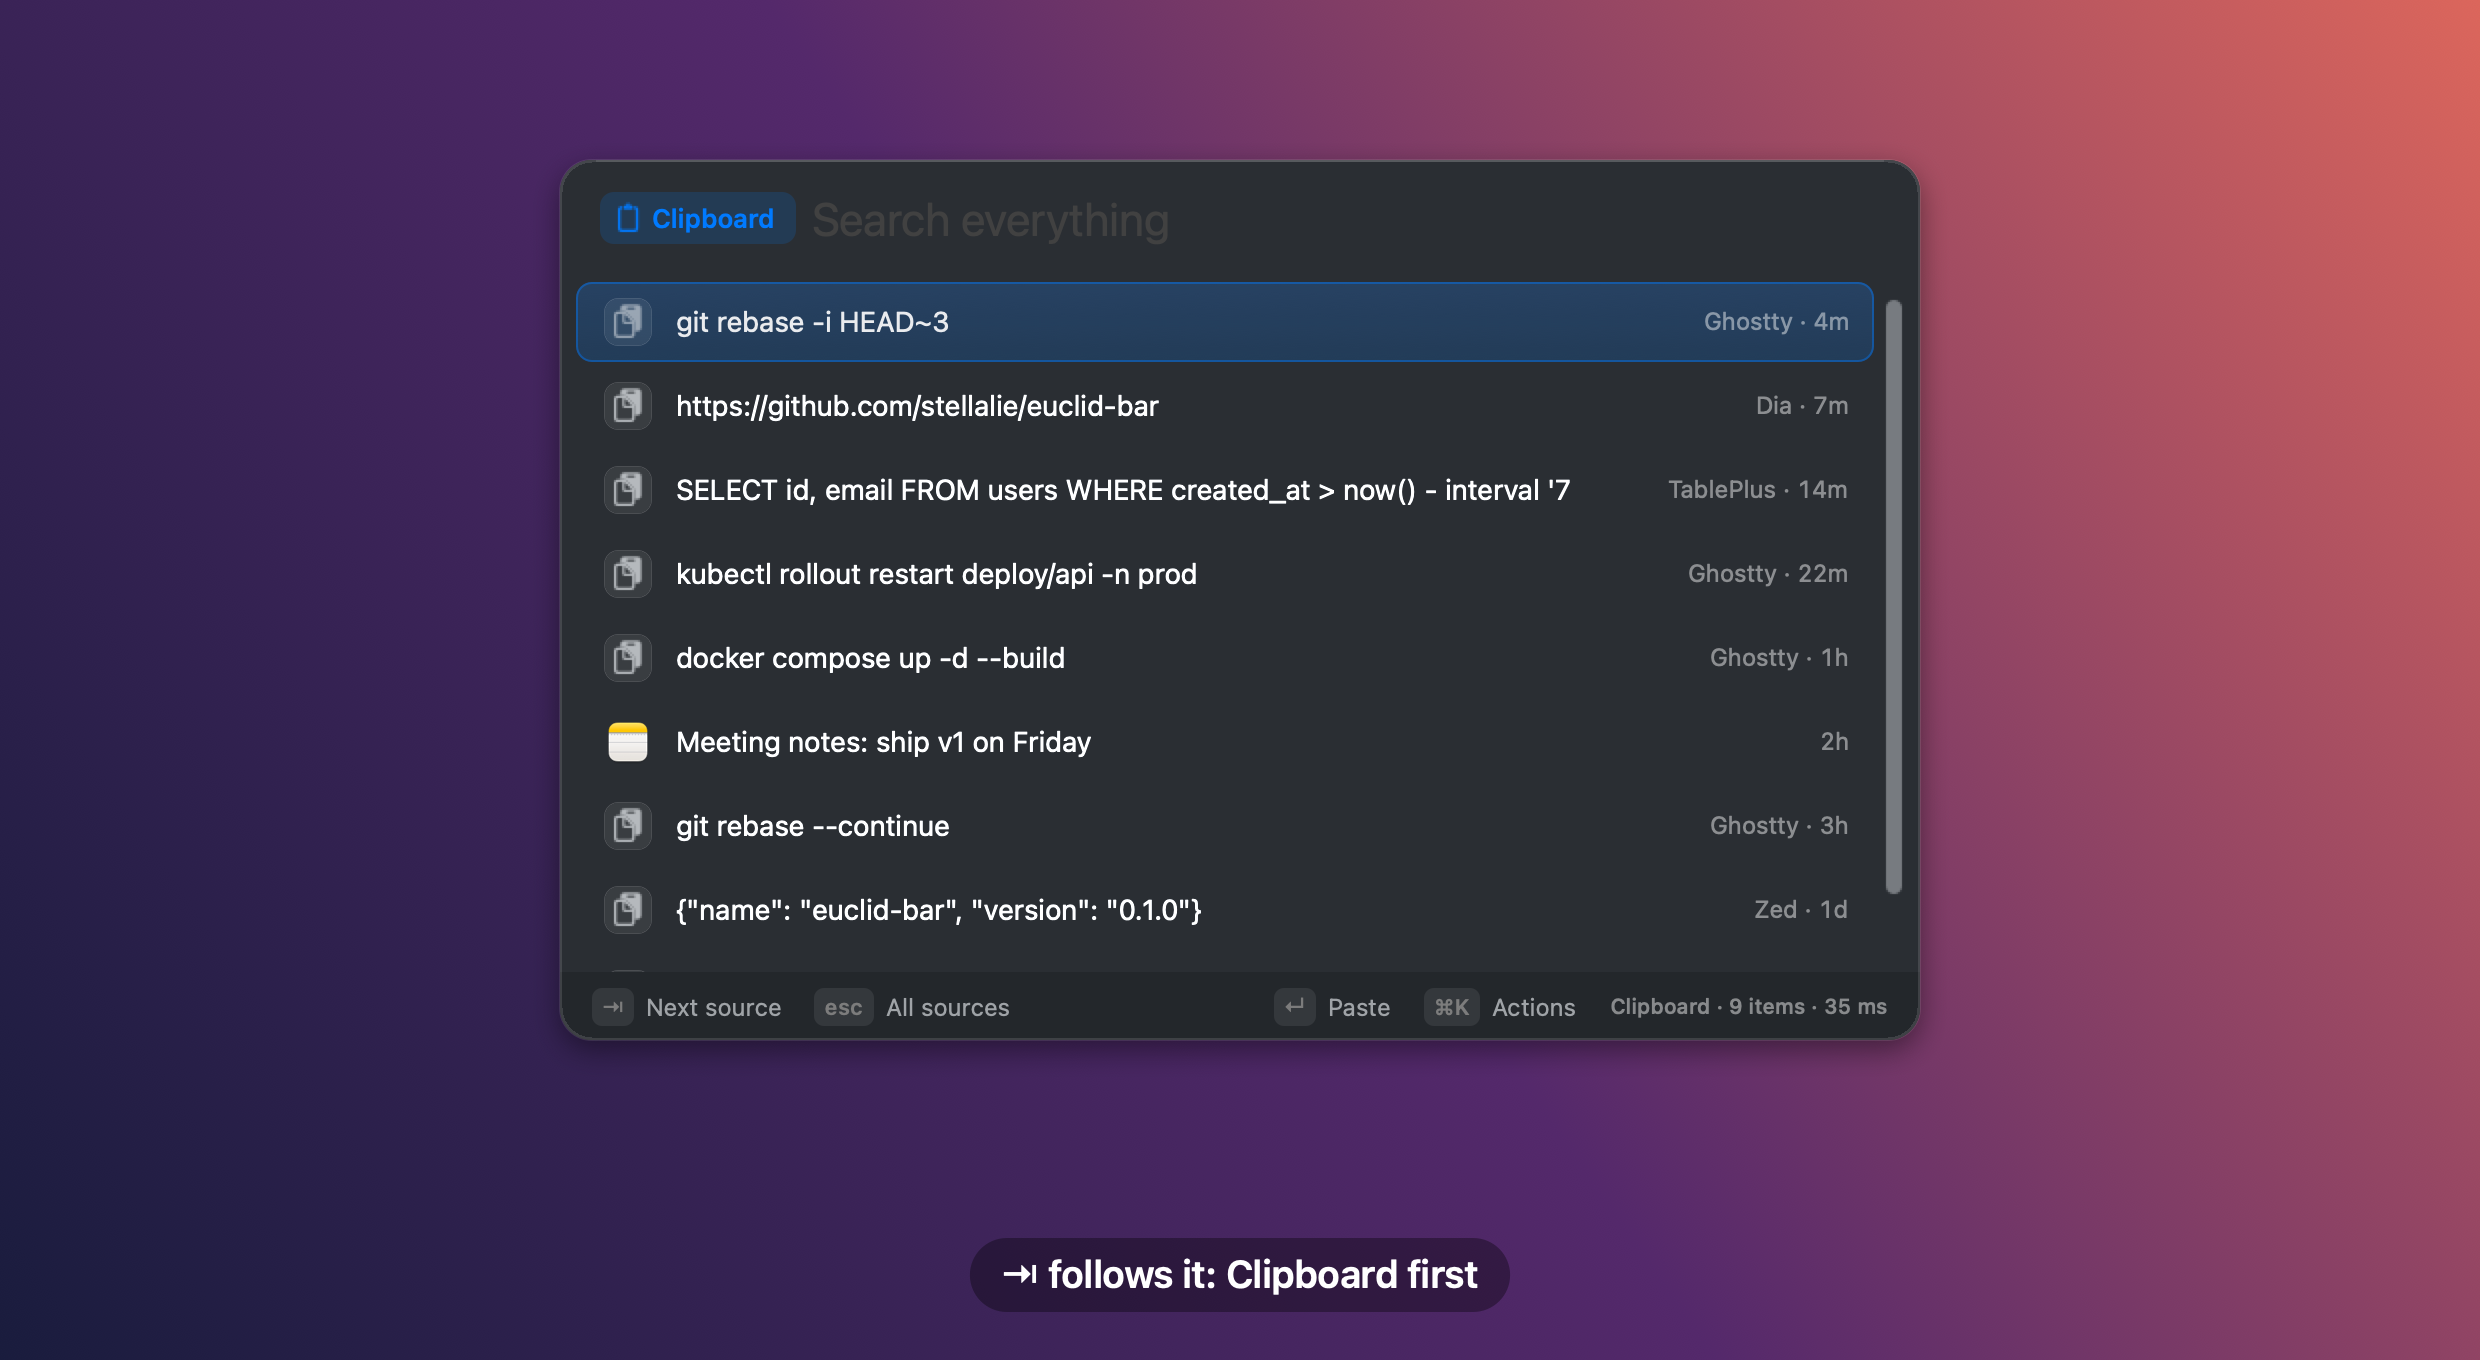 Clipboard Search everything
git rebase -i HEAD~3 Ghostty · 4m
https://github.com/stellalie/euclid-bar Dia · 7m
SELECT id, email FROM users WHERE created_at > now() - interval '7 TablePlus · 14m
kubectl rollout restart deploy/api -n prod Ghostty · 22m
docker compose up -d --build Ghostty · 1h
Meeting notes: ship v1 on Friday 2h
git rebase --continue Ghostty · 3h
{"name": "euclid-bar", "version": "0.1.0"} Zed · 1d
⇥ Next source esc All sources ↵ Paste ⌘K Actions Clipboard · 9 items · 35 ms
⇥ follows it: Clipboard first